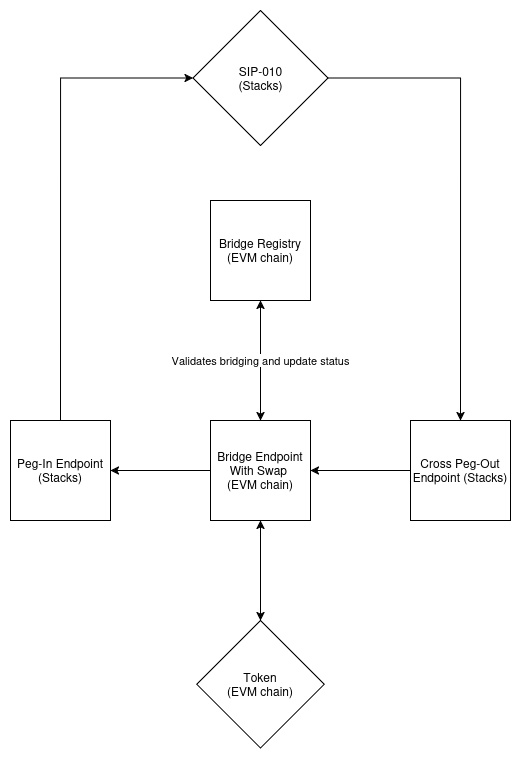 SIP-010
(Stacks)
Bridge Registry
(EVM chain)
Validates bridging and update status
Peg-In Endpoint
(Stacks)
Bridge Endpoint
With Swap
(EVM chain)
Cross Peg-Out
Endpoint (Stacks)
Token
(EVM chain)